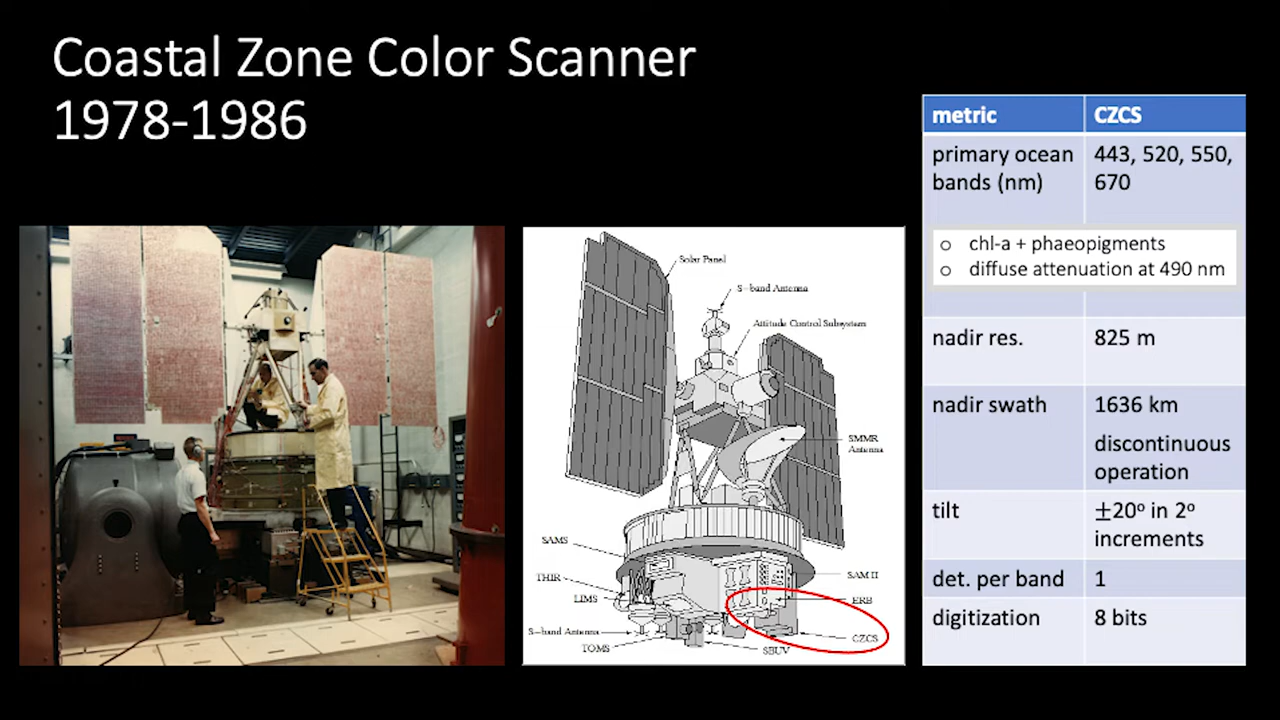 Coastal Zone Color Scanner
1978-1986
Solar Panel
S-band Antenna
Attitude Control Subsystem
SMMR
Antenna
SAMS
THIR
LIMS
S-band Antenna
TOMS
SBUV
SAM II
ERB
CZCS
metric CZCS
primary ocean 443, 520, 550,
bands (nm) 670
o chl-a + phaeopigments
o diffuse attenuation at 490 nm
nadir res. 825 m
nadir swath 1636 km
discontinuous
operation
tilt ±20º in 2º
increments
det. per band 1
digitization 8 bits